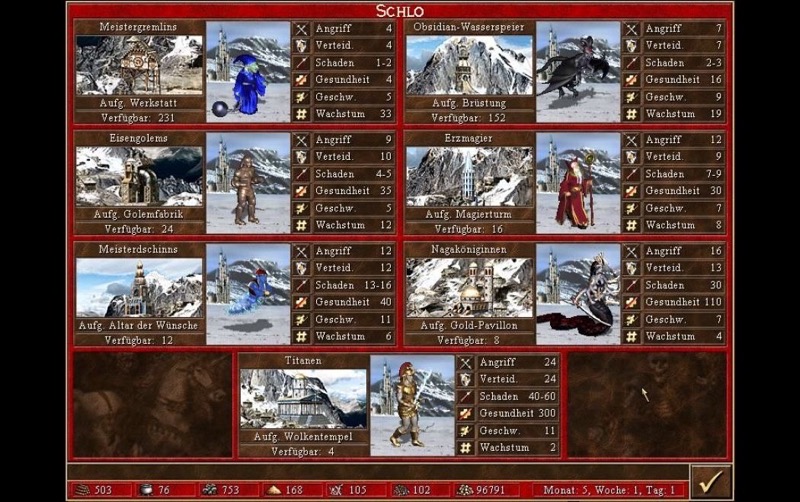 Schlo
Meistergremlins
Aufg. Werkstatt
Verfügbar: 231
Angriff 4
Verteid. 4
Schaden 1-2
Gesundheit 4
Geschw. 5
Wachstum 33
Obsidian-Wasserspeier
Aufg. Brüstung
Verfügbar: 152
Angriff 7
Verteid. 7
Schaden 2-3
Gesundheit 16
Geschw. 9
Wachstum 19
Eisengolems
Aufg. Golemfabrik
Verfügbar: 24
Angriff 9
Verteid. 10
Schaden 4-5
Gesundheit 35
Geschw. 5
Wachstum 12
Erzmagier
Aufg. Magierturm
Verfügbar: 16
Angriff 12
Verteid. 9
Schaden 7-9
Gesundheit 30
Geschw. 7
Wachstum 8
Meisterdschinns
Aufg. Altar der Wünsche
Verfügbar: 12
Angriff 12
Verteid. 12
Schaden 13-16
Gesundheit 40
Geschw. 11
Wachstum 6
Nagaköniginnen
Aufg. Gold-Pavillon
Verfügbar: 8
Angriff 16
Verteid. 13
Schaden 30
Gesundheit 110
Geschw. 7
Wachstum 4
Titanen
Aufg. Wolkentempel
Verfügbar: 4
Angriff 24
Verteid. 24
Schaden 40-60
Gesundheit 300
Geschw. 11
Wachstum 2
503 76 753 168 105 102 96791 Monat: 5, Woche: 1, Tag: 1